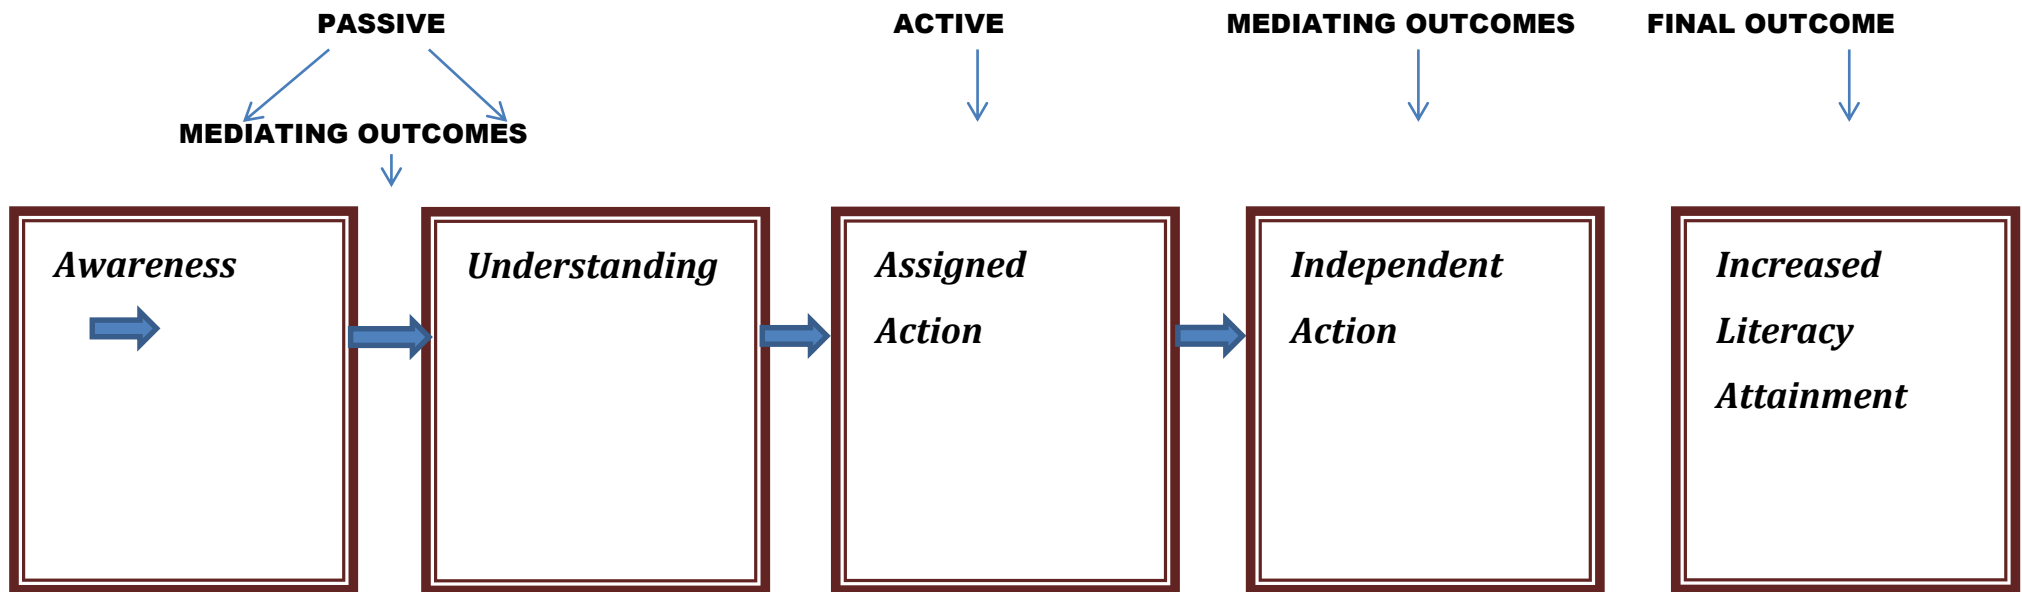 PASSIVE
ACTIVE
MEDIATING OUTCOMES
FINAL OUTCOME
MEDIATING OUTCOMES
Awareness
Understanding
Assigned
Action
Independent
Action
Increased
Literacy
Attainment